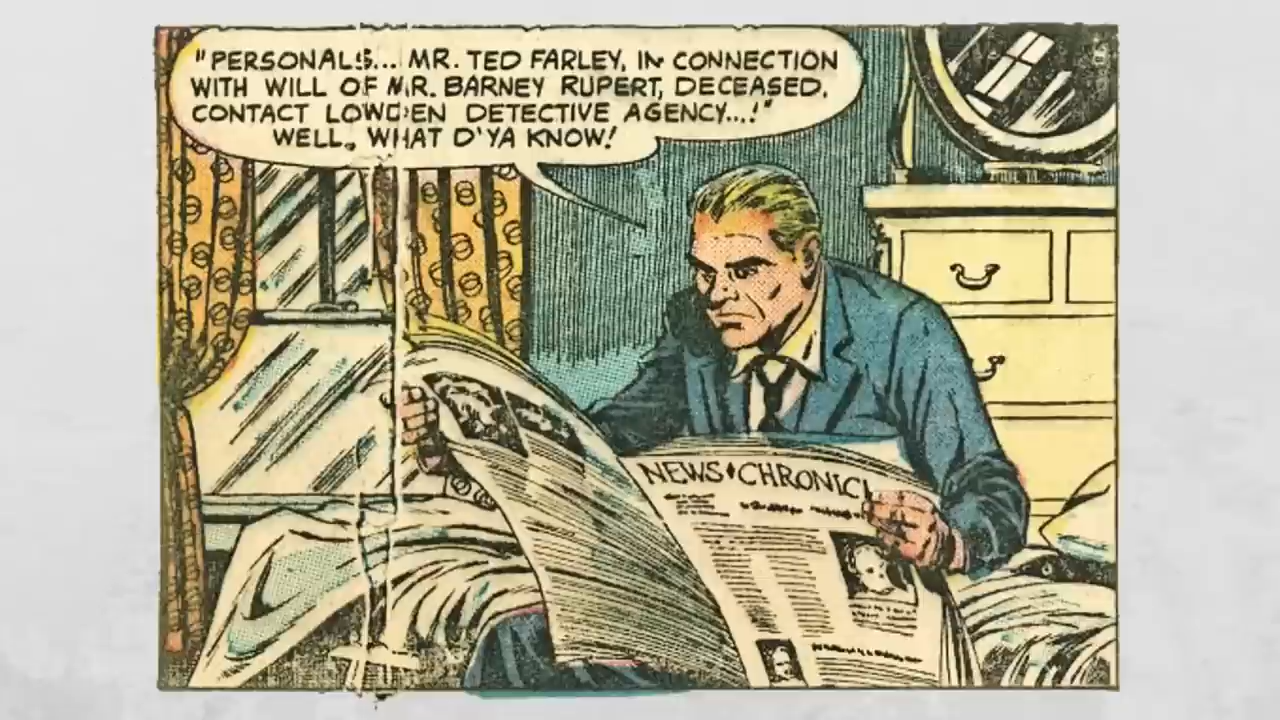 "PERSONALS... MR. TED FARLEY, IN CONNECTION
WITH WILL OF MR. BARNEY RUPERT, DECEASED.
CONTACT LOWDEN DETECTIVE AGENCY...!"
WELL, WHAT D'YA KNOW!
NEWS CHRONICL